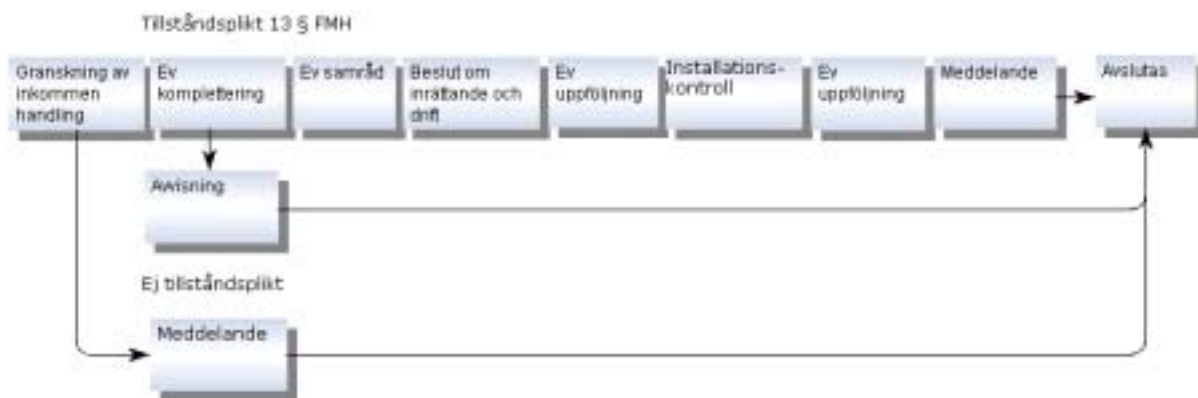 Tillståndsplikt 13 § FMH
Granskning av
inkommen
handling
Ev
komplettering
Ev samråd
Beslut om
inrättande och
drift
Ev
uppföljning
Installations-
kontroll
Ev
uppföljning
Meddelande
Avslutas
Avvisning
Ej tillståndsplikt
Meddelande